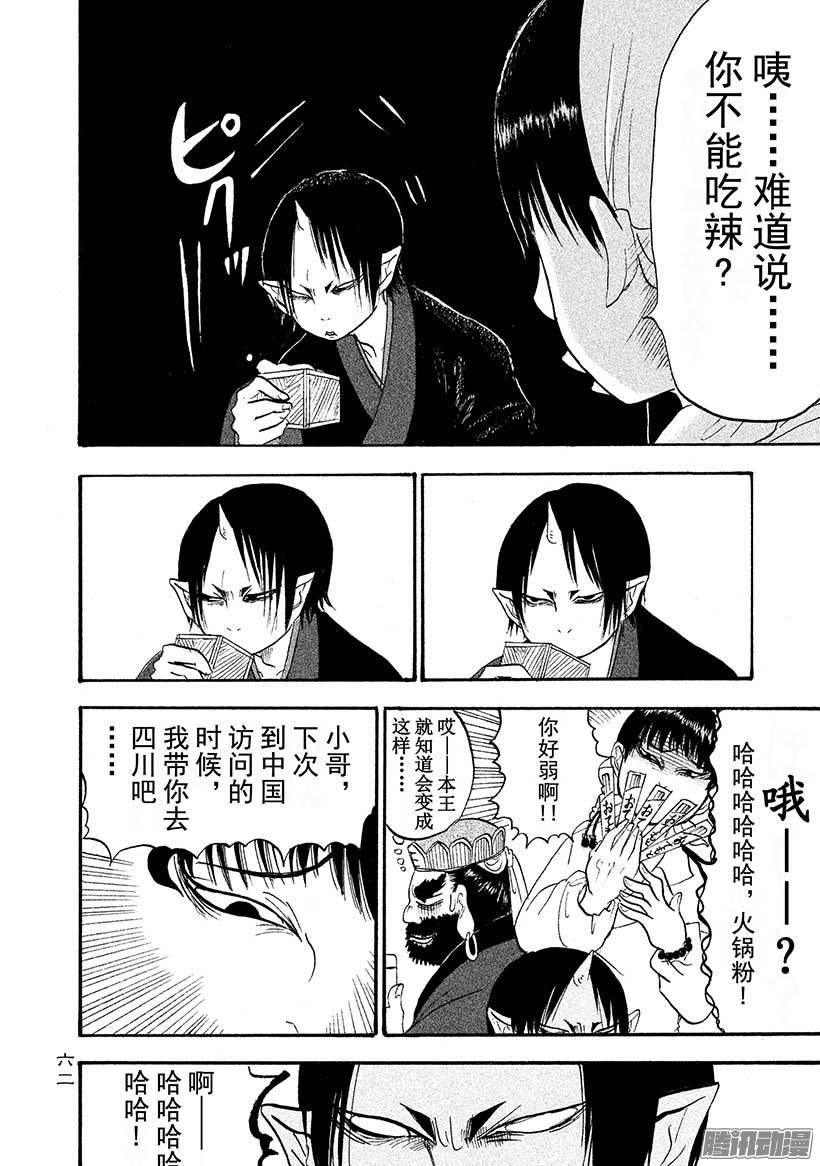 咦……难道说……
你不能吃辣？
ピクッ
哦——？
哈哈哈哈哈哈，火锅粉！
你好弱啊！！
哎——本王
就知道会变成
这样……
小哥，
下次
到中国
访问的
时候，
我带你去
四川吧
……
啊——
哈哈哈哈
哈哈！
六二
腾讯动漫